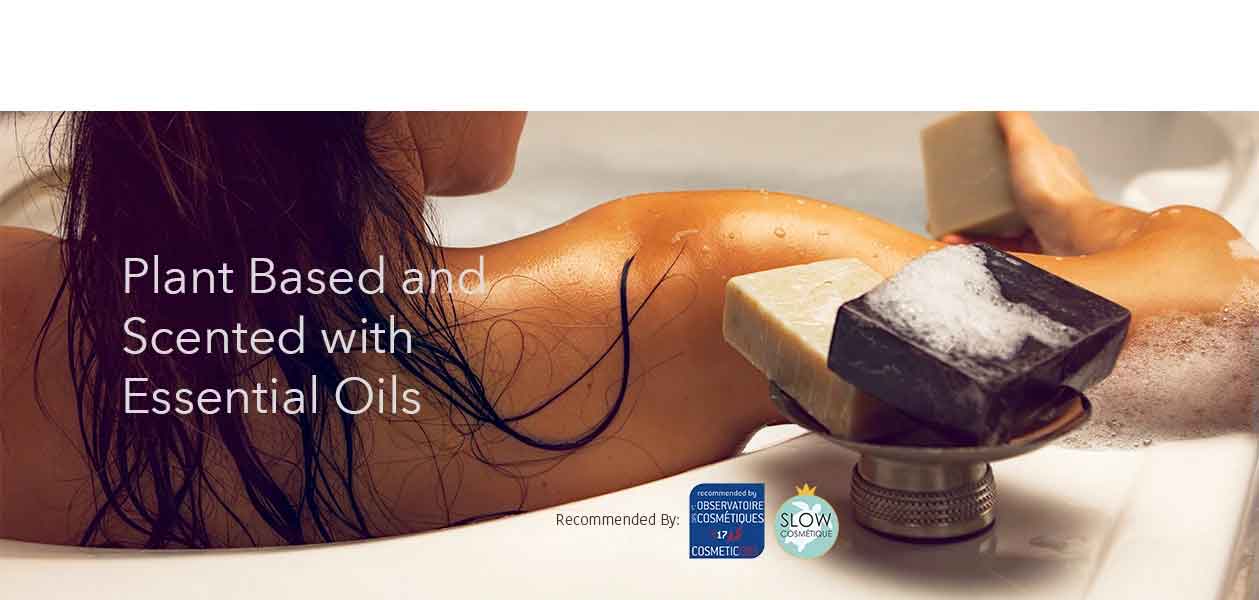 Plant Based and
Scented with
Essential Oils
Recommended By:
recommended by
L'OBSERVATOIRE
DES COSMÉTIQUES
17
COSMETIC
SLOW
COSMÉTIQUE